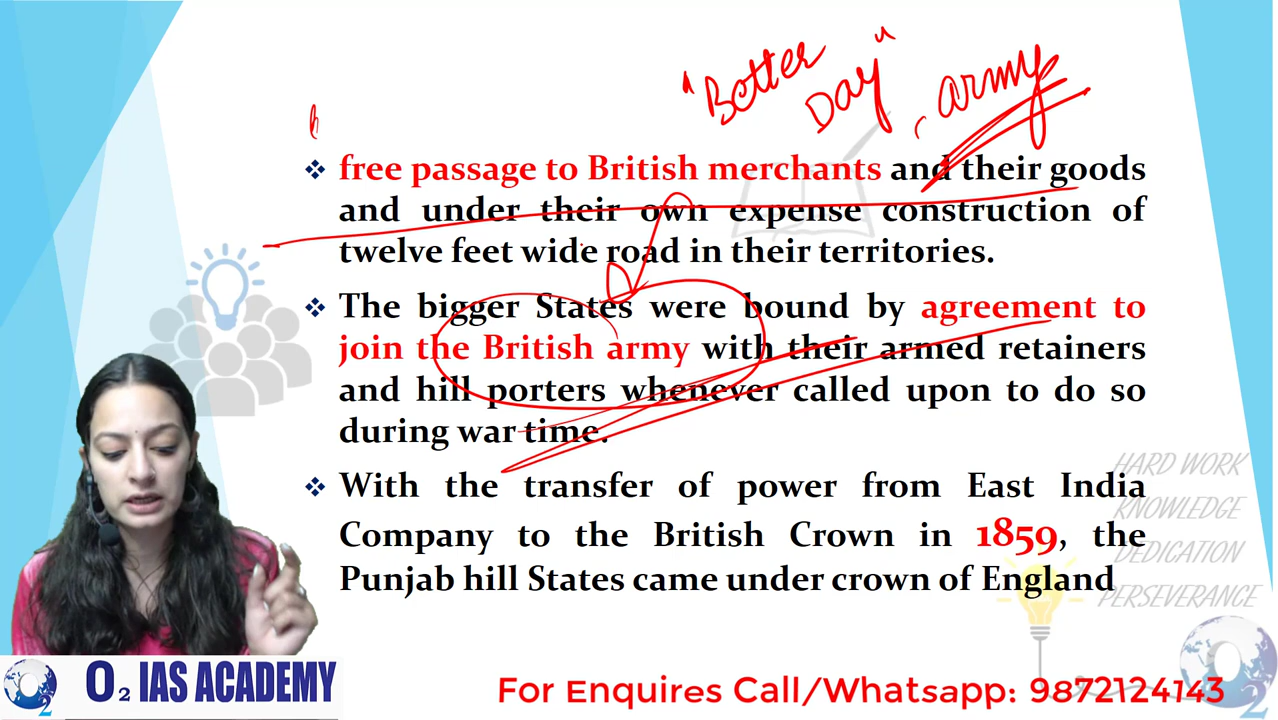 "Better
Day"
army
❖ free passage to British merchants and their goods
and under their own expense construction of
twelve feet wide road in their territories.
❖ The bigger States were bound by agreement to
join the British army with their armed retainers
and hill porters whenever called upon to do so
during war time.
❖ With the transfer of power from East India
Company to the British Crown in 1859, the
Punjab hill States came under crown of England
HARD WORK
KNOWLEDGE
DEDICATION
PERSEVERANCE
O2 IAS ACADEMY
For Enquires Call/Whatsapp: 9872124143